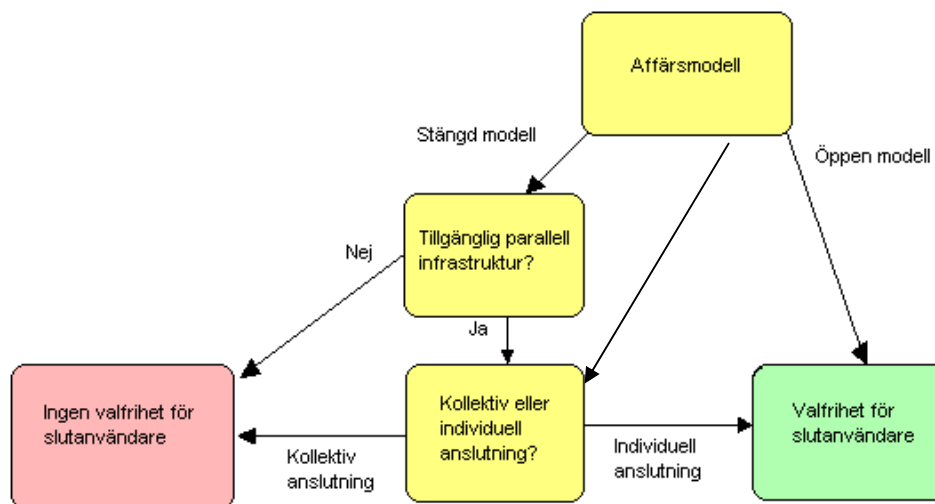 Affärsmodell
Stängd modell
Öppen modell
Tillgänglig parallell
infrastruktur?
Nej
Ja
Ingen valfrihet för
slutanvändare
Kollektiv eller
individuell
anslutning?
Valfrihet för
slutanvändare
Kollektiv
anslutning
Individuell
anslutning